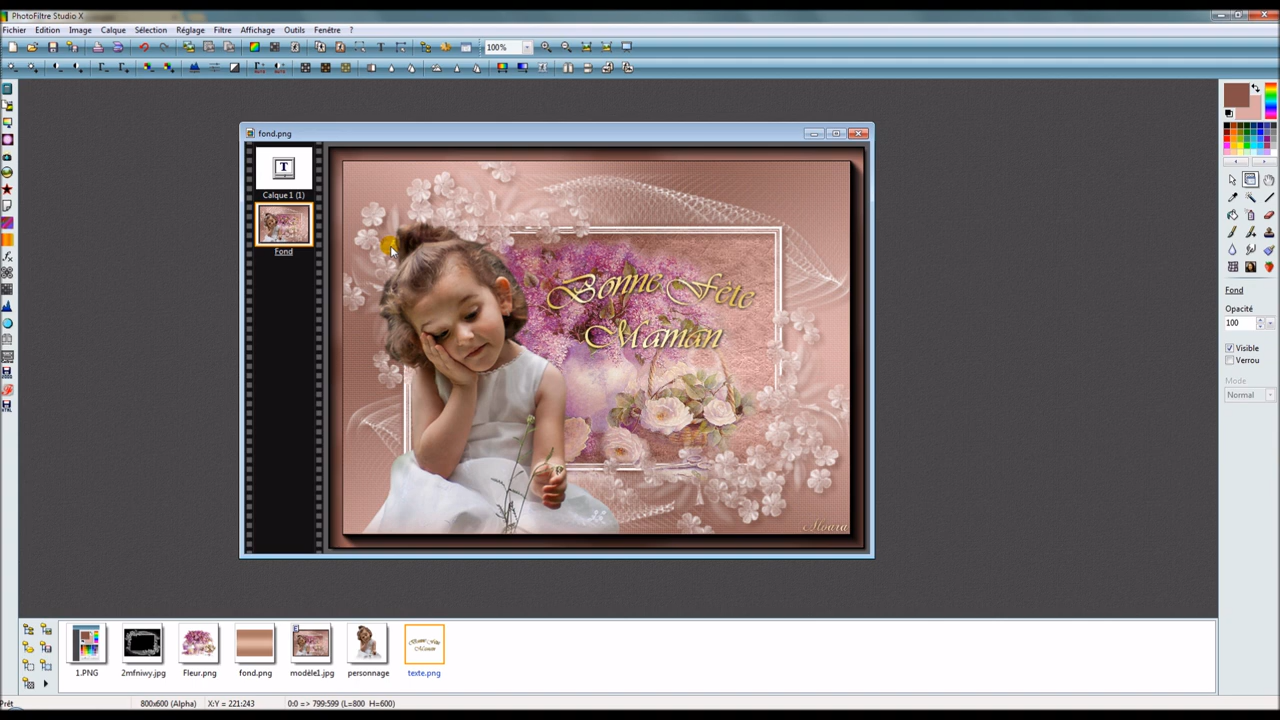 PhotoFiltre Studio X
Fichier Edition Image Calque Sélection Réglage Filtre Affichage Outils Fenêtre ?
100%
fond.png
T
Calque 1 (1)
Fond
Bonne Fête
Maman
Fond
Opacité
100
Visible
Verrou
Mode
Normal
1.PNG 2mfniwy.jpg Fleur.png fond.png modèle1.jpg personnage texte.png
Prêt 800x600 (Alpha) X:Y = 221:243 0:0 => 799:599 (L=800 H=600)